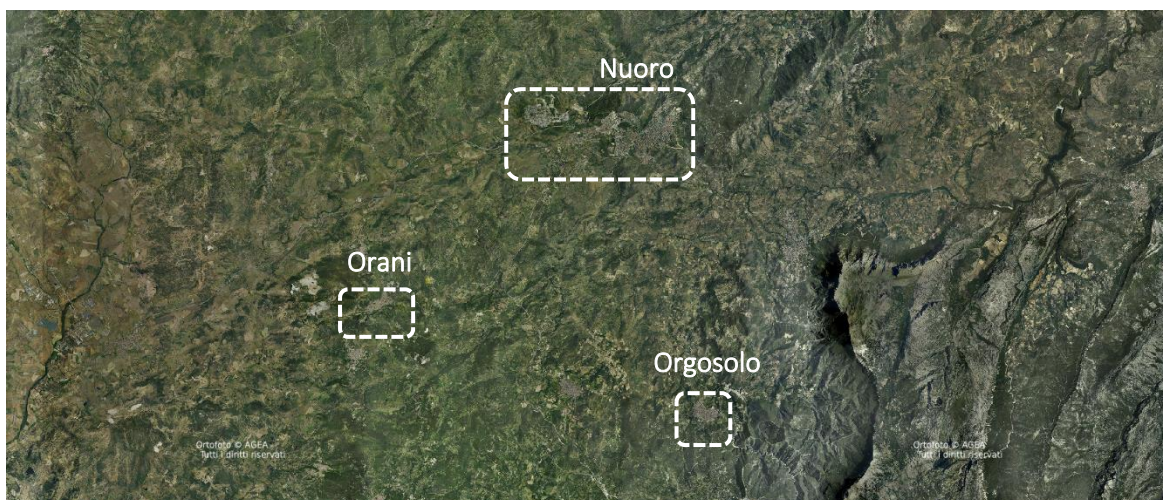 Nuoro
Orani
Orgosolo
Ortofoto © AGEA
Tutti i diritti riservati
Ortofoto © AGEA
Tutti i diritti riservati